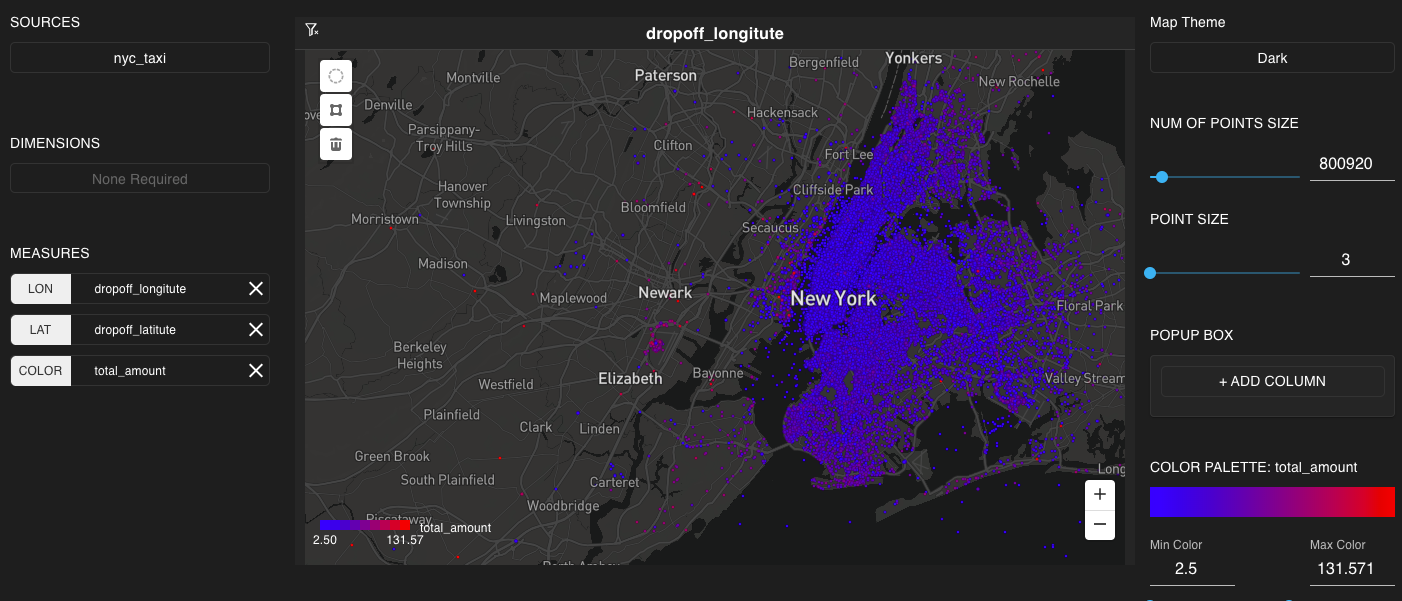 SOURCES
nyc_taxi
DIMENSIONS
None Required
MEASURES
LON dropoff_longitute
LAT dropoff_latitute
COLOR total_amount
dropoff_longitute
Yonkers
Bergenfield
Paterson
Montville
New Rochelle
Denville
Hackensack
Parsippany-
Troy Hills
Clifton
Fort Lee
Hanover
Township
Cliffside Park
Bloomfield
Morristown
Livingston
Secaucus
Madison
Newark
Maplewood
New York
Floral Park
Berkeley
Heights
Bayonne
Elizabeth
Valley Stream
Westfield
Plainfield
Clark
Linden
Green Brook
Long
South Plainfield
Carteret
Woodbridge
Piscataway
total_amount
2.50
131.57
Perth Amboy
+
−
Map Theme
Dark
NUM OF POINTS SIZE
800920
POINT SIZE
3
POPUP BOX
+ ADD COLUMN
COLOR PALETTE: total_amount
Min Color
Max Color
2.5
131.571